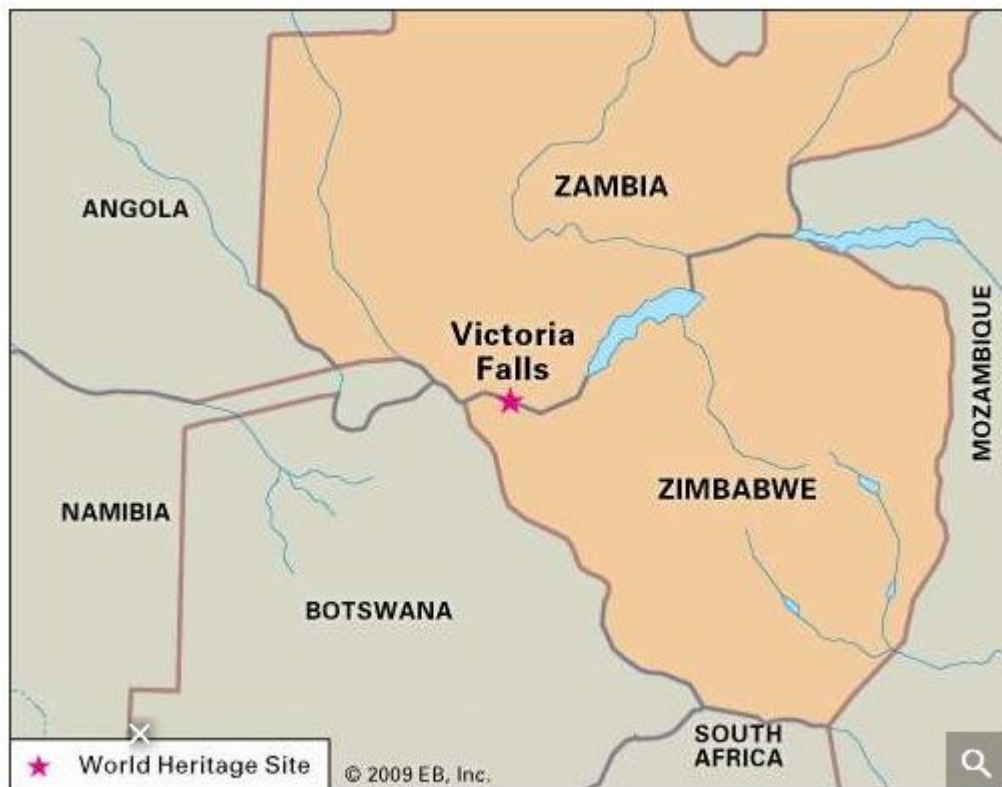 ANGOLA
ZAMBIA
Victoria
Falls
MOZAMBIQUE
ZIMBABWE
NAMIBIA
BOTSWANA
SOUTH
AFRICA
World Heritage Site
© 2009 EB, Inc.